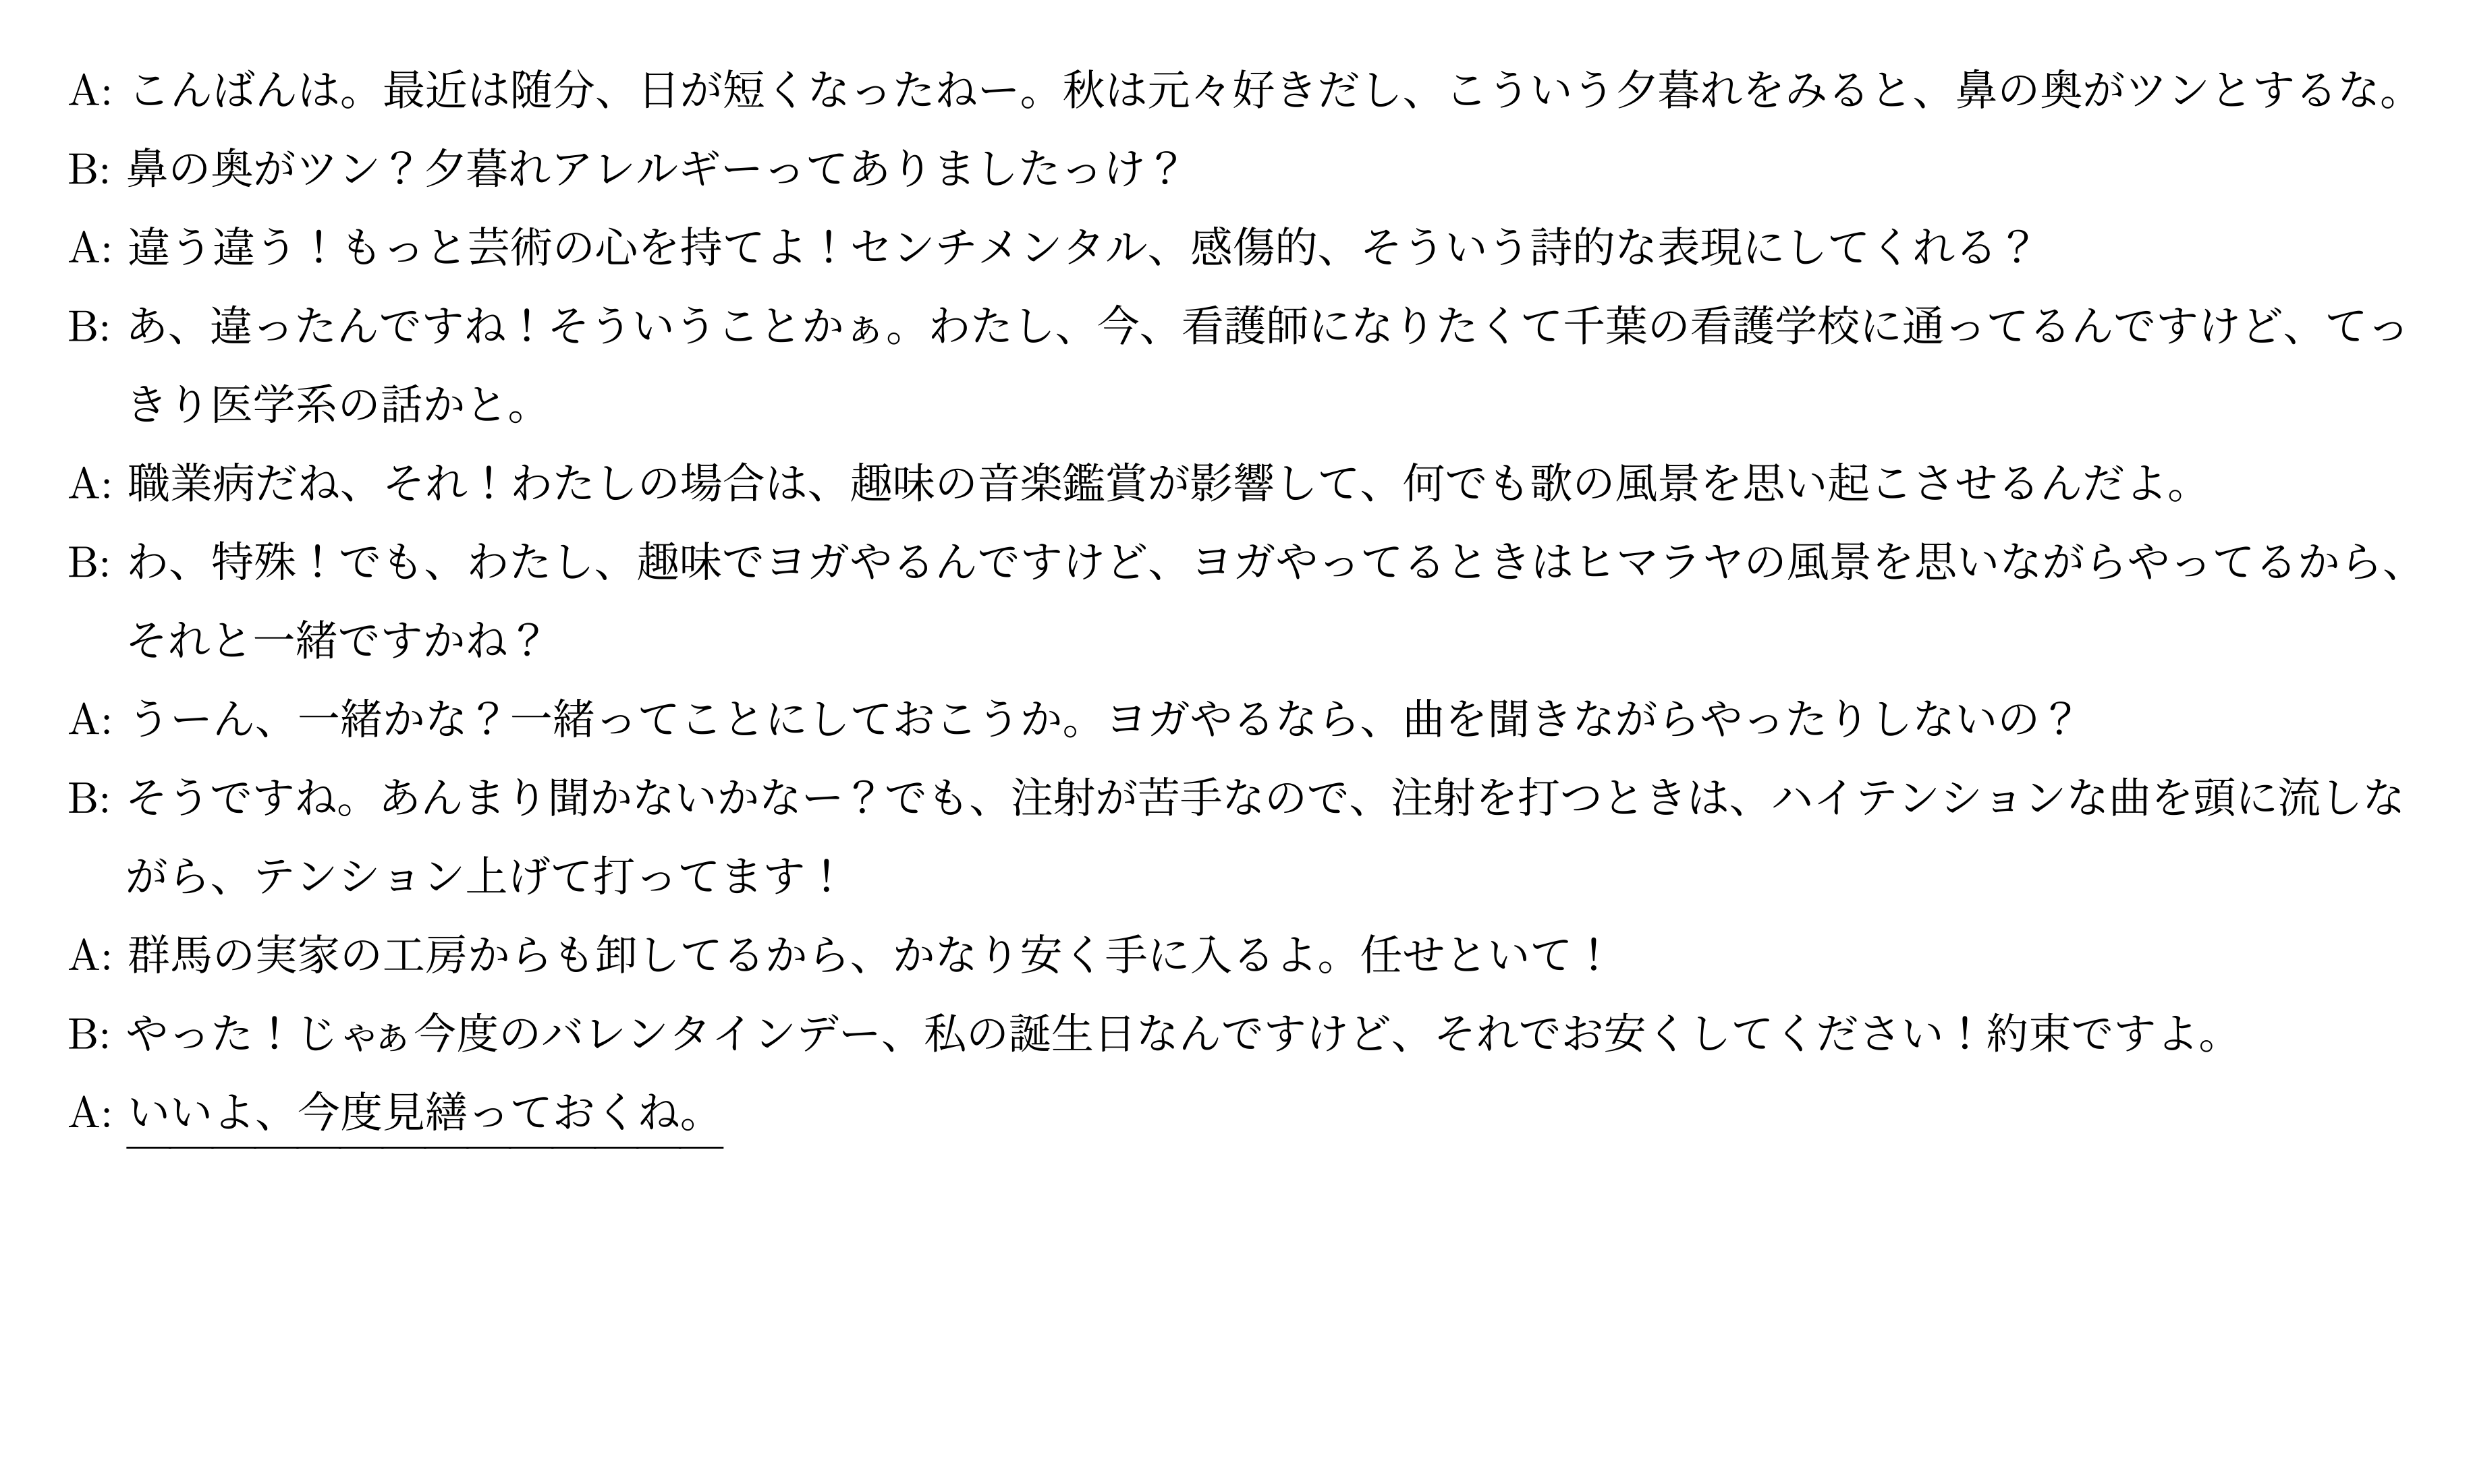 A: こんばんは。最近は随分、日が短くなったねー。秋は元々好きだし、こういう夕暮れをみると、鼻の奥がツンとするな。
B: 鼻の奥がツン？夕暮れアレルギーってありましたっけ？
A: 違う違う！もっと芸術の心を持てよ！センチメンタル、感傷的、そういう詩的な表現にしてくれる？
B: あ、違ったんですね！そういうことかぁ。わたし、今、看護師になりたくて千葉の看護学校に通ってるんですけど、てっ
きり医学系の話かと。
A: 職業病だね、それ！わたしの場合は、趣味の音楽鑑賞が影響して、何でも歌の風景を思い起こさせるんだよ。
B: わ、特殊！でも、わたし、趣味でヨガやるんですけど、ヨガやってるときはヒマラヤの風景を思いながらやってるから、
それと一緒ですかね？
A: うーん、一緒かな？一緒ってことにしておこうか。ヨガやるなら、曲を聞きながらやったりしないの？
B: そうですね。あんまり聞かないかなー？でも、注射が苦手なので、注射を打つときは、ハイテンションな曲を頭に流しな
がら、テンション上げて打ってます！
A: 群馬の実家の工房からも卸してるから、かなり安く手に入るよ。任せといて！
B: やった！じゃぁ今度のバレンタインデー、私の誕生日なんですけど、それでお安くしてください！約束ですよ。
A: いいよ、今度見繕っておくね。